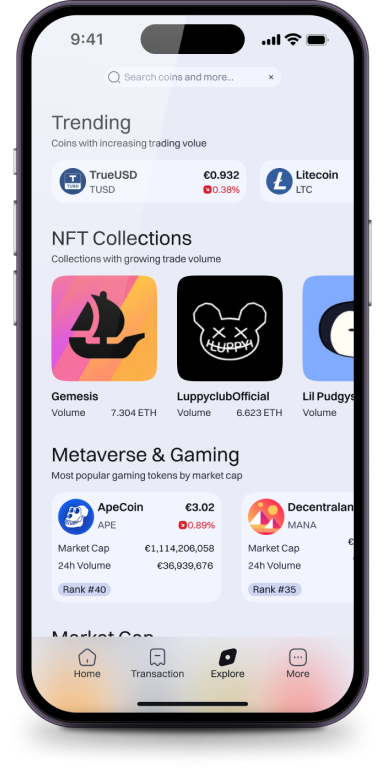 9:41
Search coins and more...
×
Trending
Coins with increasing trading volue
TrueUSD €0.932
TUSD 0.38%
Litecoin
LTC
NFT Collections
Collections with growing trade volume
LUPPY
Gemesis
Volume 7.304 ETH
LuppyclubOfficial
Volume 6.623 ETH
Lil Pudgys
Volume
Metaverse & Gaming
Most popular gaming tokens by market cap
ApeCoin €3.02
APE 0.89%
Market Cap €1,114,206,058
24h Volume €36,939,676
Rank #40
Decentralan
MANA
Market Cap €
24h Volume
Rank #35
Market Cap
Home Transaction Explore More